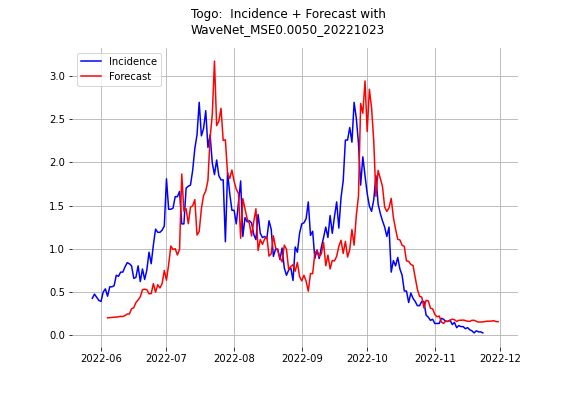 Togo:  Incidence + Forecast with
WaveNet_MSE0.0050_20221023
Incidence
Forecast
3.0
2.5
2.0
1.5
1.0
0.5
0.0
2022-06 2022-07 2022-08 2022-09 2022-10 2022-11 2022-12